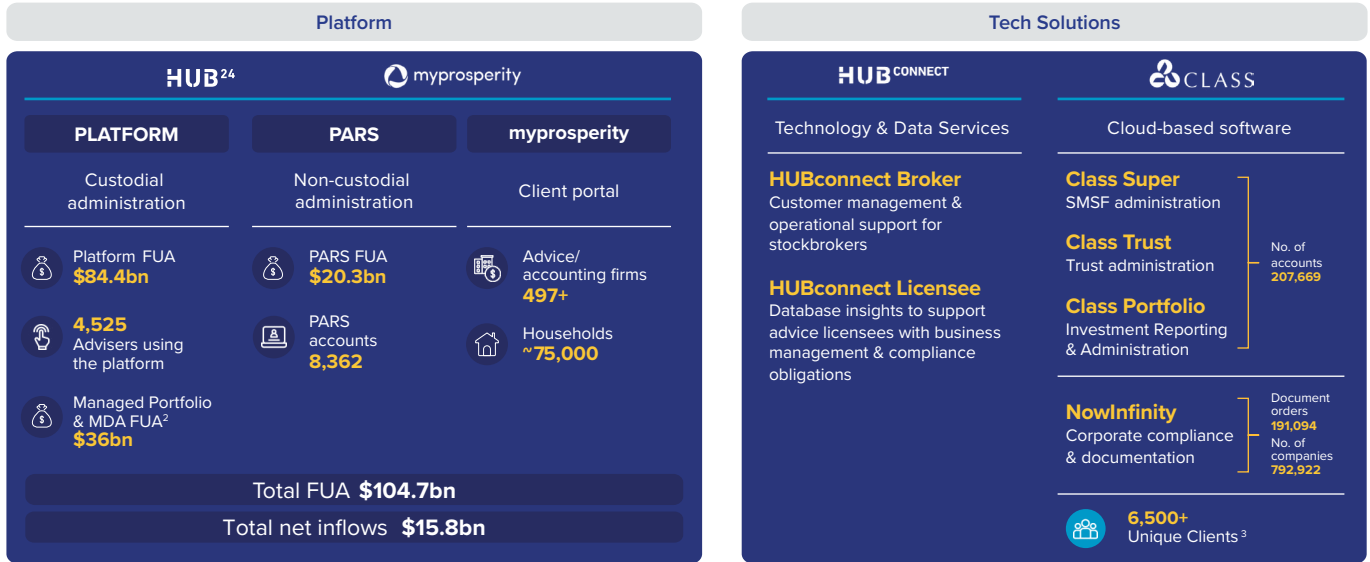 Platform
HUB24
myprosperity
PLATFORM
Custodial
administration
Platform FUA
$84.4bn
4,525
Advisers using
the platform
Managed Portfolio
& MDA FUA2
$36bn
PARS
Non-custodial
administration
PARS FUA
$20.3bn
PARS
accounts
8,362
myprosperity
Client portal
Advice/
accounting firms
497+
Households
~75,000
Total FUA $104.7bn
Total net inflows $15.8bn
Tech Solutions
HUBCONNECT
Technology & Data Services
HUBconnect Broker
Customer management &
operational support for
stockbrokers
HUBconnect Licensee
Database insights to support
advice licensees with business
management & compliance
obligations
CLASS
Cloud-based software
Class Super
SMSF administration
Class Trust
Trust administration
Class Portfolio
Investment Reporting
& Administration
No. of
accounts
207,669
NowInfinity
Corporate compliance
& documentation
Document
orders
191,094
No. of
companies
792,922
6,500+
Unique Clients 3